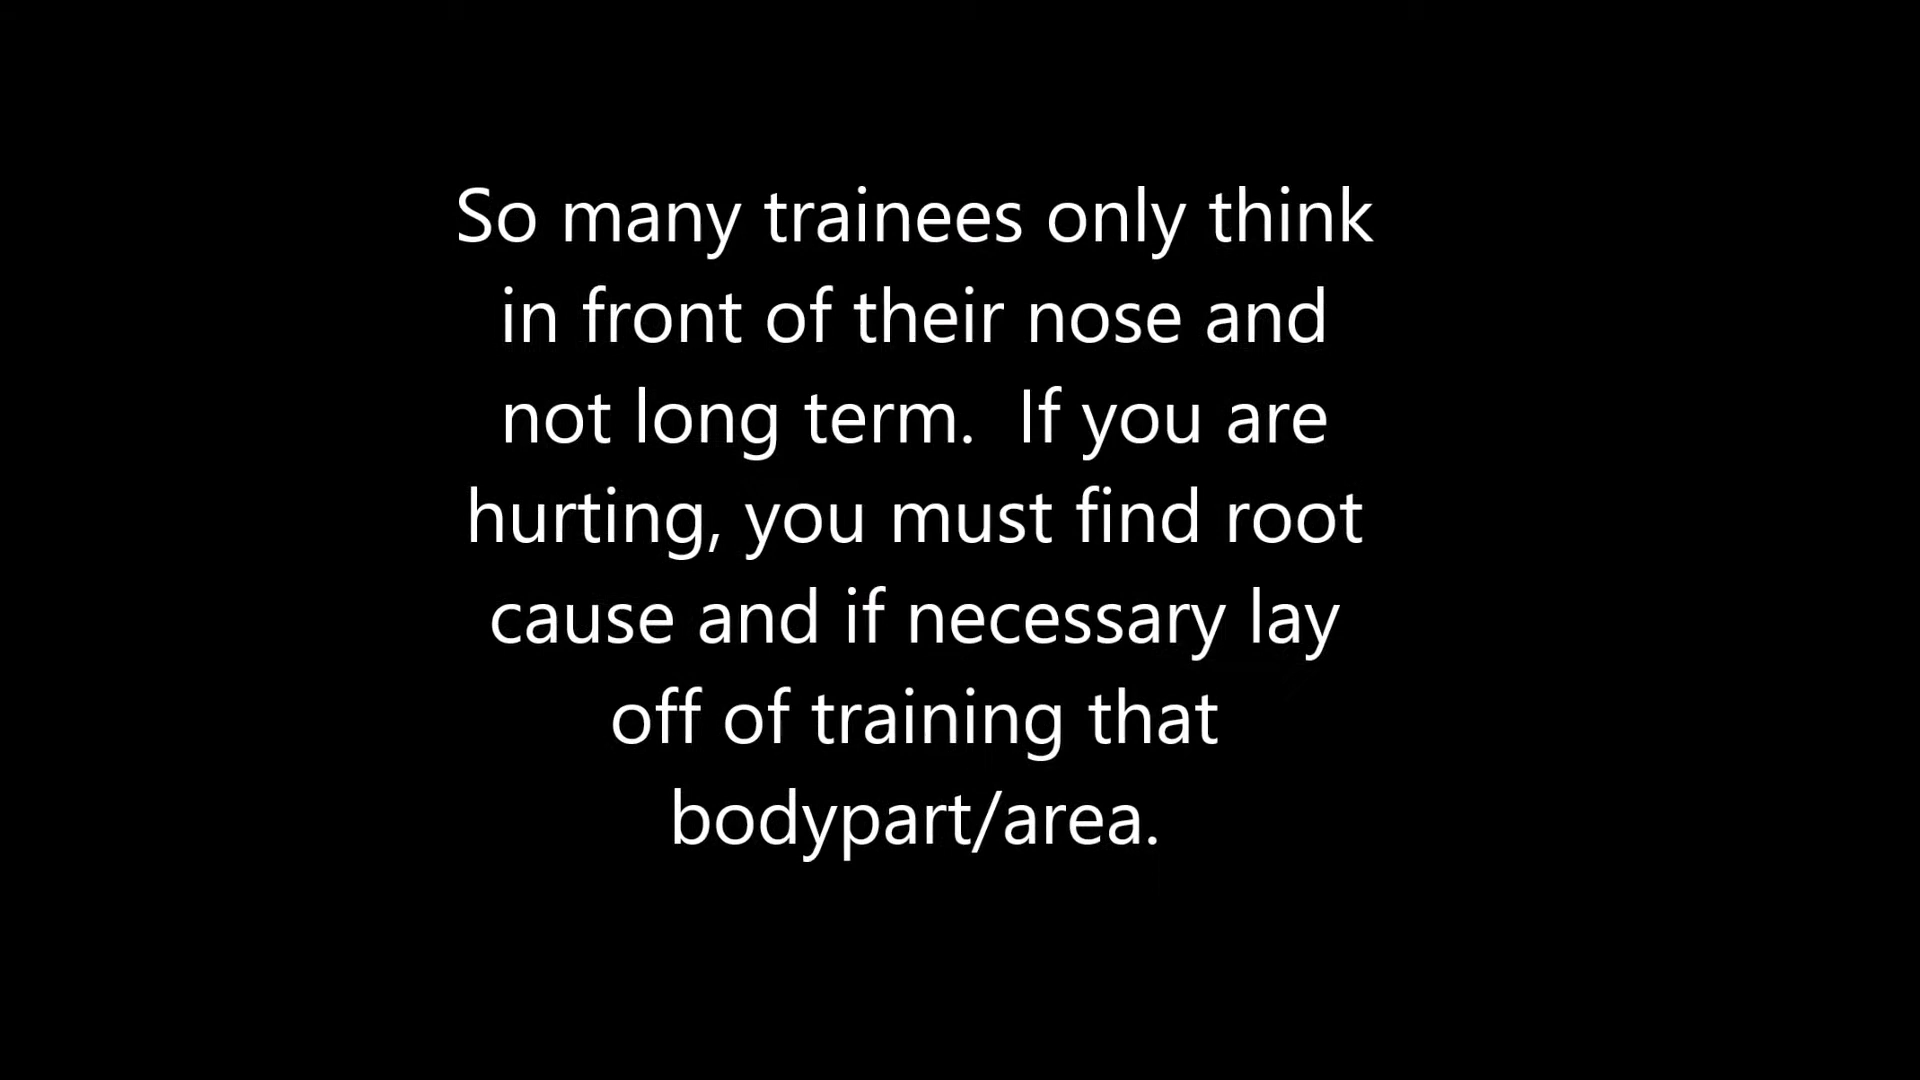 So many trainees only think
in front of their nose and
not long term.  If you are
hurting, you must find root
cause and if necessary lay
off of training that
bodypart/area.